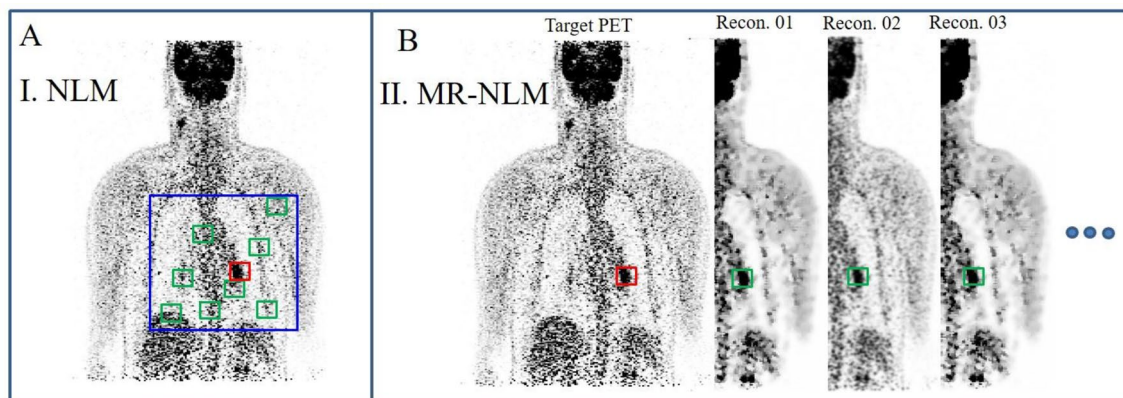 A
I. NLM
B
II. MR-NLM
Target PET
Recon. 01
Recon. 02
Recon. 03